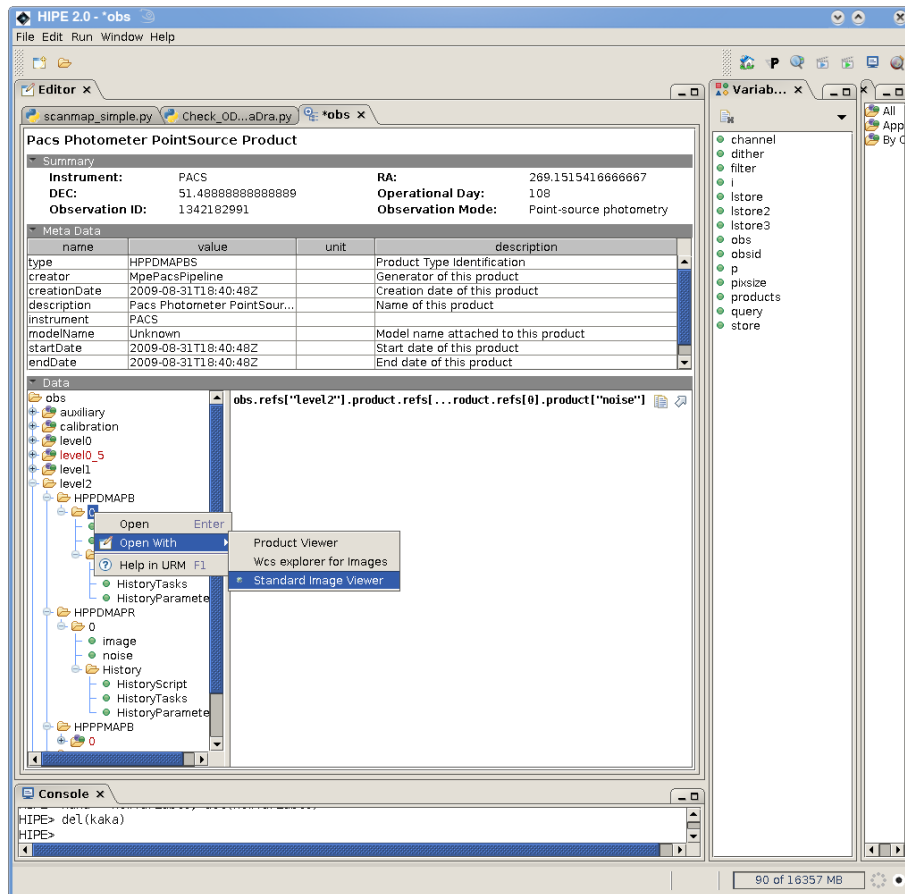 HIPE 2.0 - *obs
File Edit Run Window Help
Editor
scanmap_simple.py
Check_OD...aDra.py
*obs
Pacs Photometer PointSource Product
Summary
Instrument: PACS RA: 269.1515416666667
DEC: 51.48888888888889 Operational Day: 108
Observation ID: 1342182991 Observation Mode: Point-source photometry
Meta Data
name value unit description
type HPPDMAPBS Product Type Identification
creator MpePacsPipeline Generator of this product
creationDate 2009-08-31T18:40:48Z Creation date of this product
description Pacs Photometer PointSour... Name of this product
instrument PACS
modelName Unknown Model name attached to this product
startDate 2009-08-31T18:40:48Z Start date of this product
endDate 2009-08-31T18:40:48Z End date of this product
Data
obs
auxiliary
calibration
level0
level0_5
level1
level2
HPPDMAPB
0
HistoryTasks
HistoryParamete
HPPDMAPR
0
image
noise
History
HistoryScript
HistoryTasks
HistoryParamete
HPPPMAPB
0
obs.refs["level2"].product.refs[...roduct.refs[0].product["noise"]
Open Enter
Open With
Help in URM F1
Product Viewer
Wcs explorer for Images
Standard Image Viewer
Variab...
channel
dither
filter
i
lstore
lstore2
lstore3
obs
obsid
p
pixsize
products
query
store
All
App
By C
Console
HIPE> del(kaka)
HIPE>
90 of 16357 MB